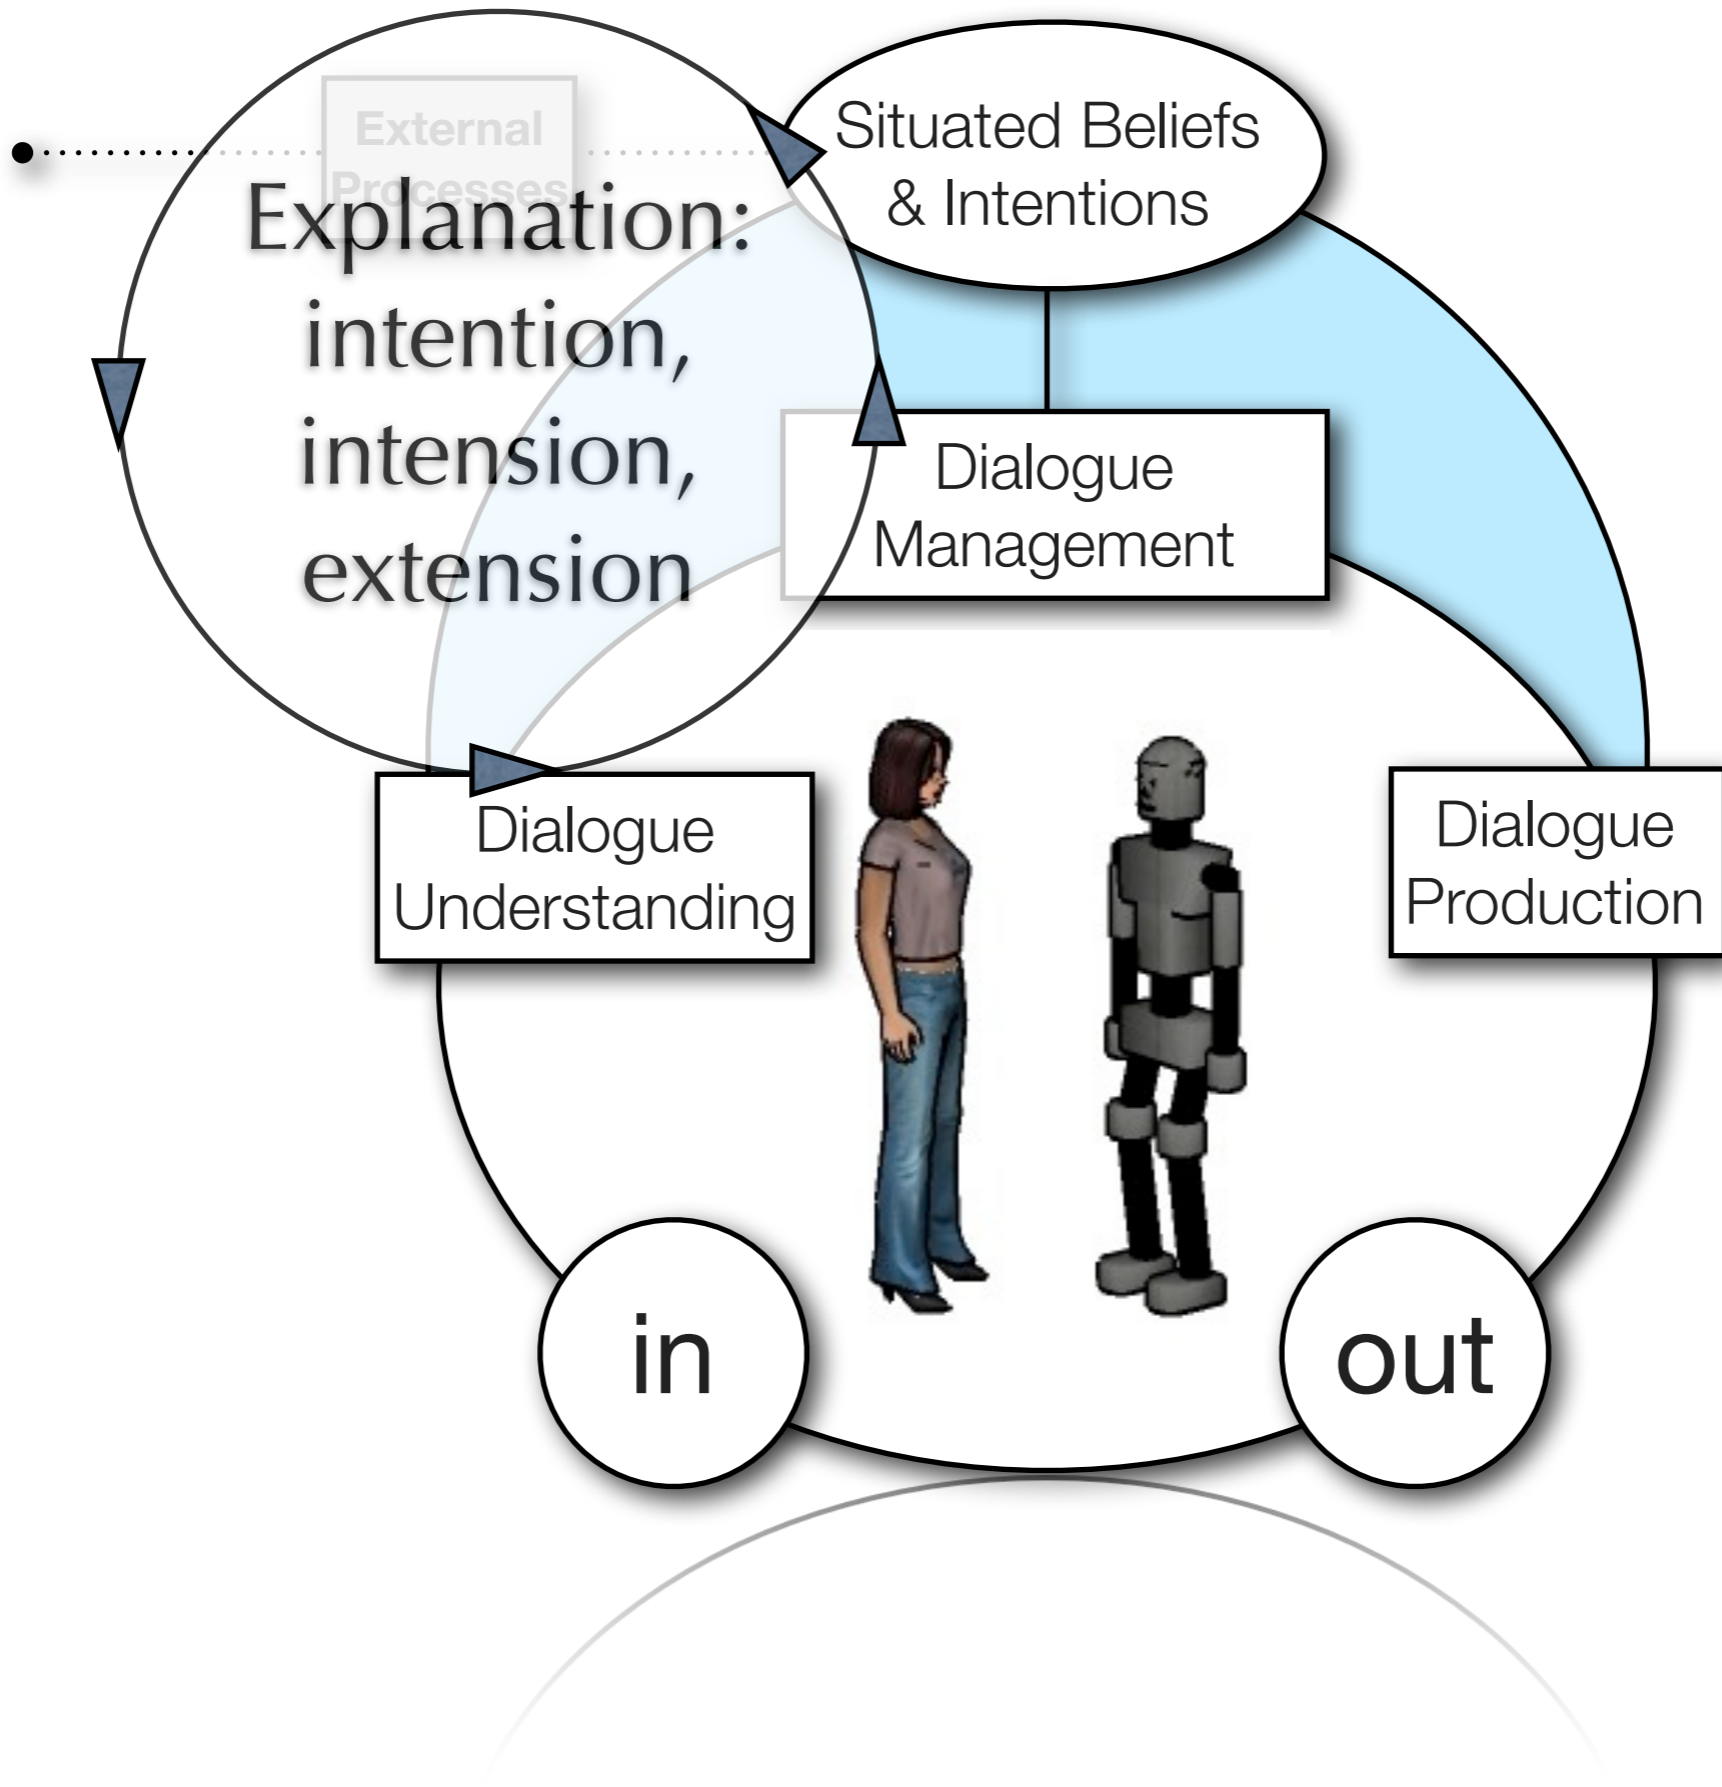 External
Processes
Explanation:
intention,
intension,
extension
Situated Beliefs
& Intentions
Dialogue
Management
Dialogue
Understanding
Dialogue
Production
in
out